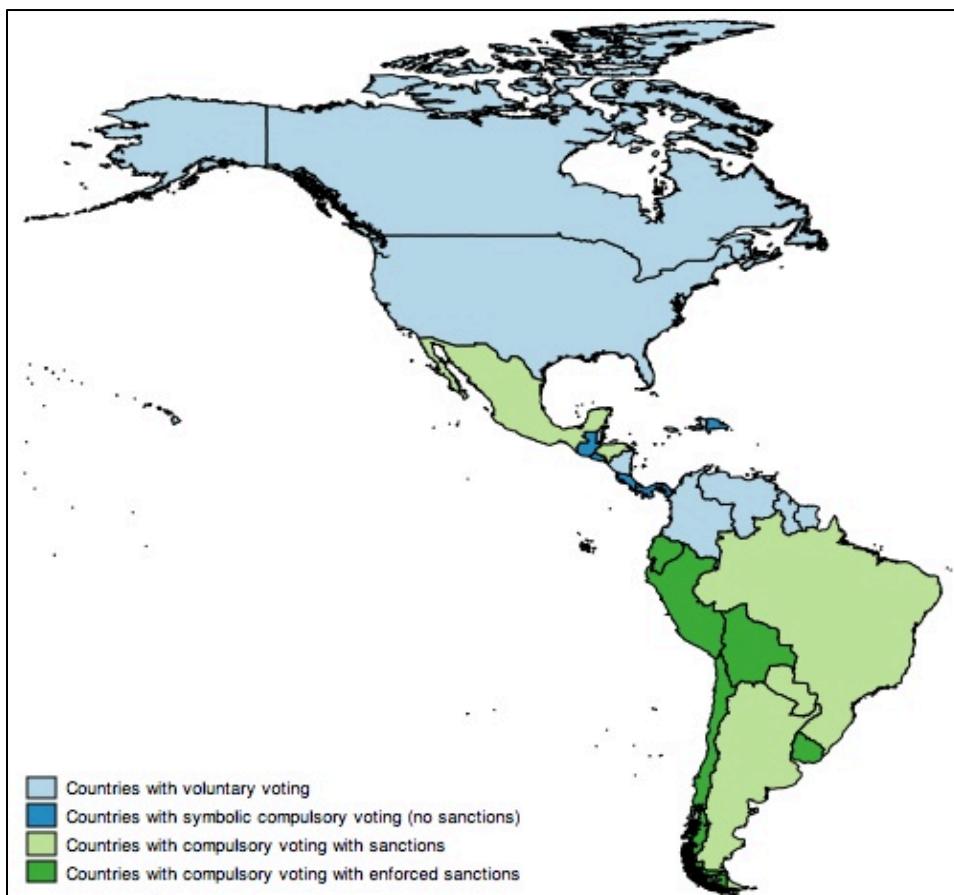 Countries with voluntary voting
Countries with symbolic compulsory voting (no sanctions)
Countries with compulsory voting with sanctions
Countries with compulsory voting with enforced sanctions